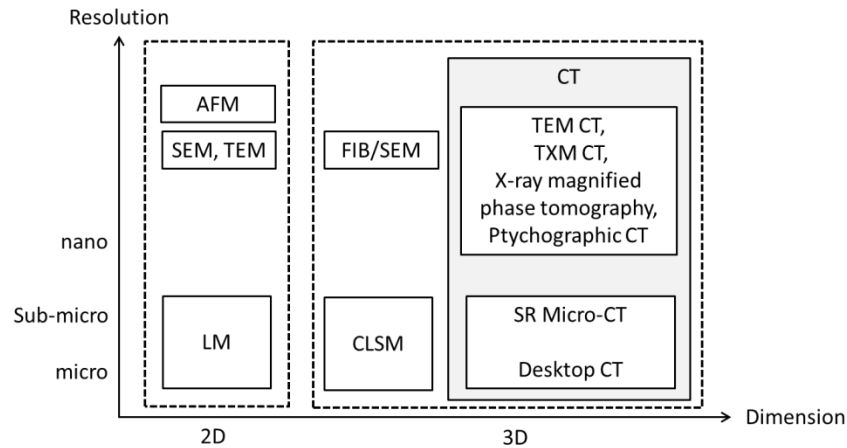 Resolution
CT
AFM
SEM, TEM
FIB/SEM
TEM CT,
TXM CT,
X-ray magnified
phase tomography,
Ptychographic CT
nano
Sub-micro
micro
LM
CLSM
SR Micro-CT
Desktop CT
2D
3D
Dimension